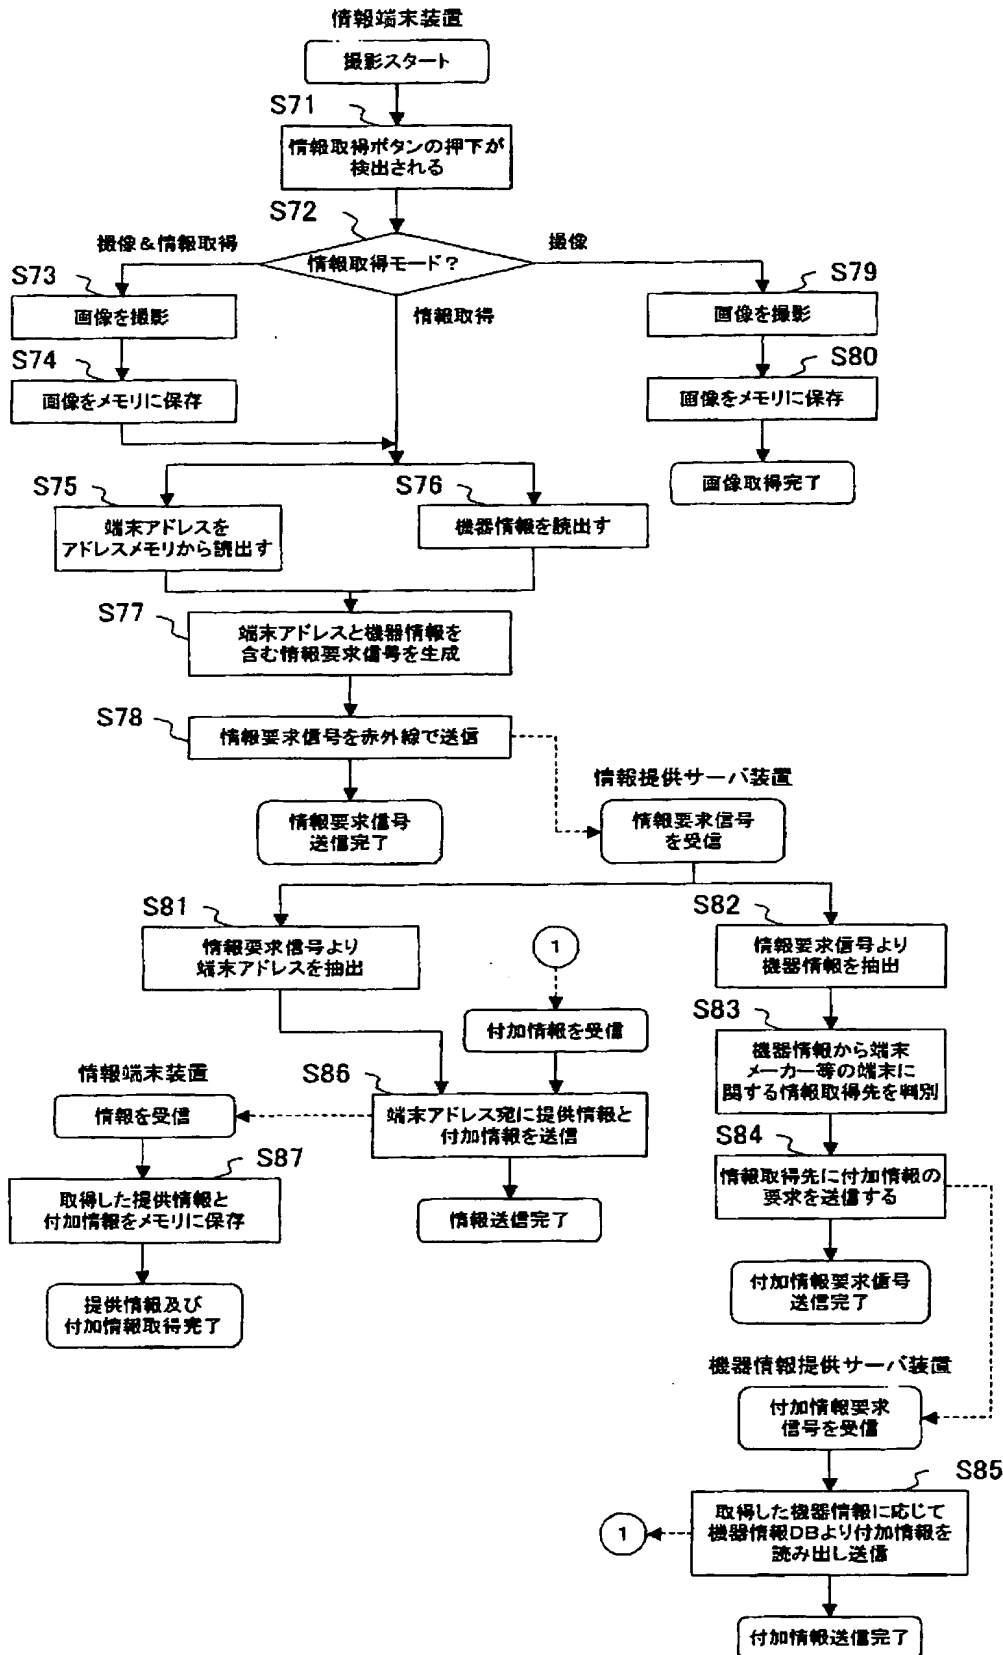 情報端末装置
撮影スタート
S71
情報取得ボタンの押下が
検出される
S72
撮像＆情報取得
情報取得モード？
撮像
情報取得
S73
画像を撮影
S74
画像をメモリに保存
S79
画像を撮影
S80
画像をメモリに保存
画像取得完了
S75
端末アドレスを
アドレスメモリから読出す
S76
機器情報を読出す
S77
端末アドレスと機器情報を
含む情報要求信号を生成
S78
情報要求信号を赤外線で送信
情報要求信号
送信完了
情報提供サーバ装置
情報要求信号
を受信
S81
情報要求信号より
端末アドレスを抽出
1
付加情報を受信
S82
情報要求信号より
機器情報を抽出
S83
機器情報から端末
メーカー等の端末に
関する情報取得先を判別
S84
情報取得先に付加情報の
要求を送信する
付加情報要求信号
送信完了
S86
端末アドレス宛に提供情報と
付加情報を送信
情報送信完了
情報端末装置
情報を受信
S87
取得した提供情報と
付加情報をメモリに保存
提供情報及び
付加情報取得完了
機器情報提供サーバ装置
付加情報要求
信号を受信
S85
取得した機器情報に応じて
機器情報DBより付加情報を
読み出し送信
1
付加情報送信完了